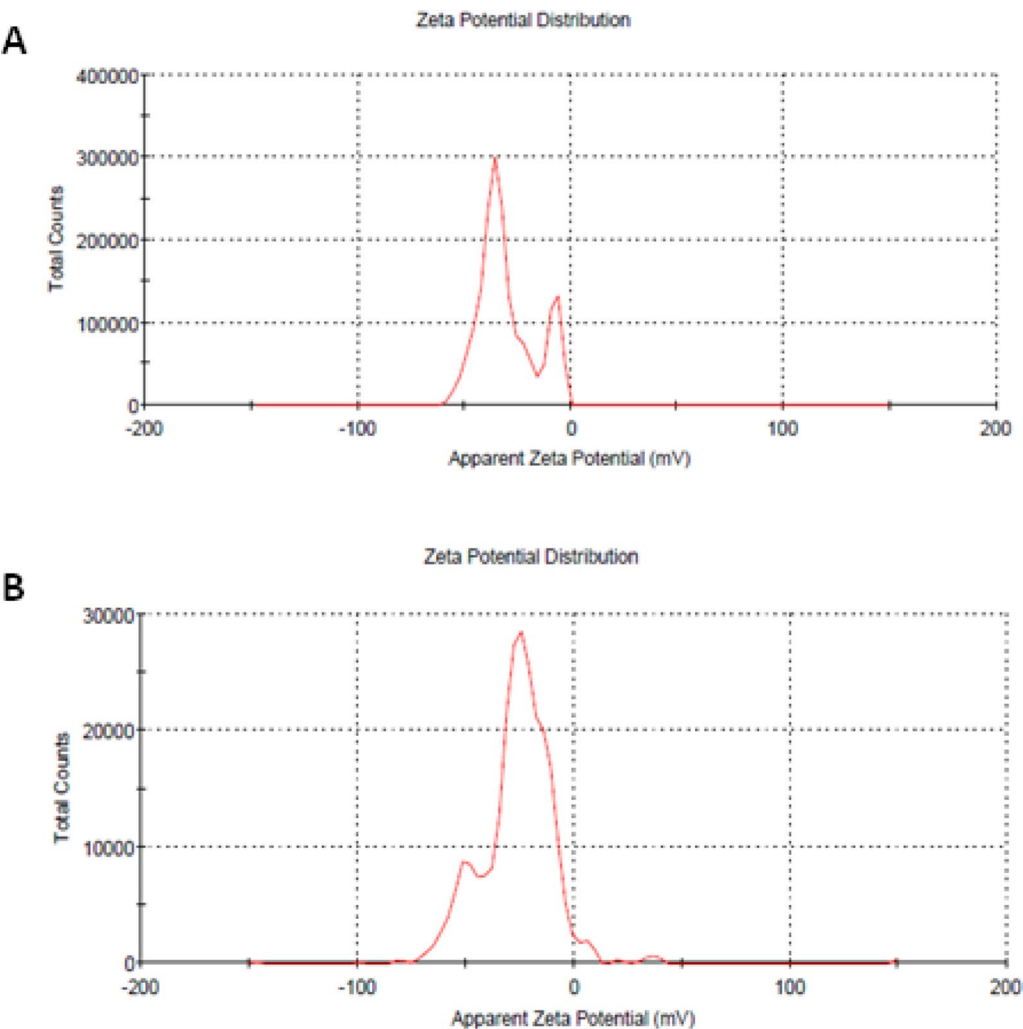 A
Zeta Potential Distribution
400000
300000
200000
100000
0
Total Counts
-200 -100 0 100 200
Apparent Zeta Potential (mV)
B
Zeta Potential Distribution
30000
20000
10000
0
Total Counts
-200 -100 0 100 200
Apparent Zeta Potential (mV)